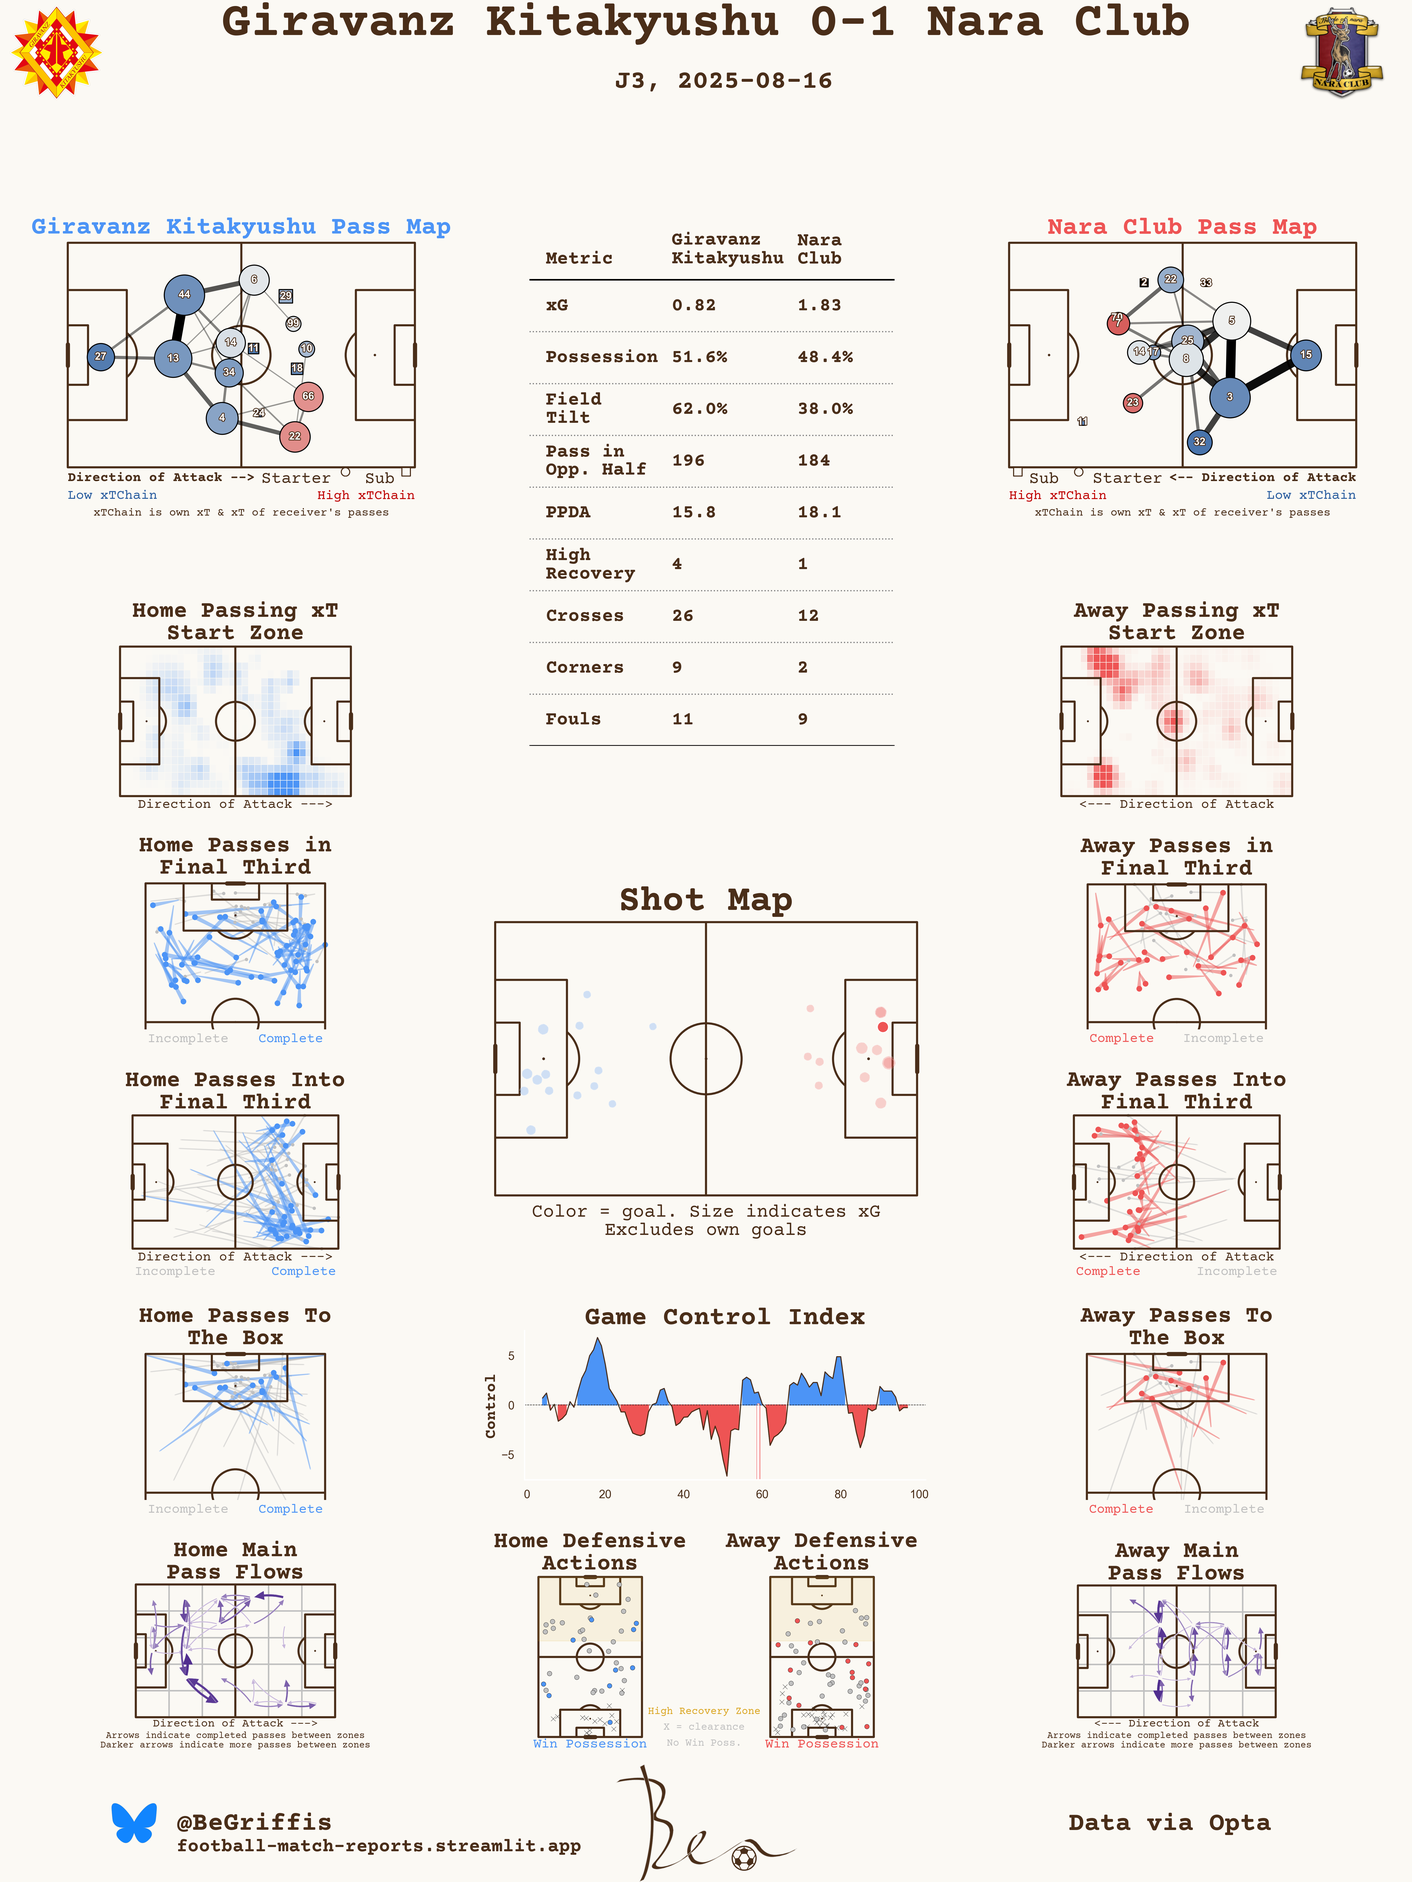 Giravanz Kitakyushu 0-1 Nara Club
J3, 2025-08-16
GIRAVANZ
KITAKYUSHU
NARA CLUB
Giravanz Kitakyushu Pass Map
6
44
29
99
14
11
10
27
13
18
34
66
24
4
22
Direction of Attack --> Starter Sub
Low xTChain High xTChain
xTChain is own xT & xT of receiver's passes
Metric Giravanz Kitakyushu Nara Club
xG 0.82 1.83
Possession 51.6% 48.4%
Field Tilt 62.0% 38.0%
Pass in Opp. Half 196 184
PPDA 15.8 18.1
High Recovery 4 1
Crosses 26 12
Corners 9 2
Fouls 11 9
Nara Club Pass Map
2
22
33
7
5
25
14
17
8
15
3
23
11
32
Sub Starter <-- Direction of Attack
High xTChain Low xTChain
xTChain is own xT & xT of receiver's passes
Home Passing xT
Start Zone
Direction of Attack --->
Away Passing xT
Start Zone
<--- Direction of Attack
Home Passes in
Final Third
Incomplete Complete
Away Passes in
Final Third
Complete Incomplete
Shot Map
Color = goal. Size indicates xG
Excludes own goals
Home Passes Into
Final Third
Direction of Attack --->
Incomplete Complete
Away Passes Into
Final Third
<--- Direction of Attack
Complete Incomplete
Home Passes To
The Box
Incomplete Complete
Game Control Index
Control
5
0
−5
0 20 40 60 80 100
Away Passes To
The Box
Complete Incomplete
Home Main
Pass Flows
Direction of Attack --->
Arrows indicate completed passes between zones
Darker arrows indicate more passes between zones
Home Defensive
Actions
Win Possession
High Recovery Zone
X = clearance
No Win Poss.
Away Defensive
Actions
Win Possession
Away Main
Pass Flows
<--- Direction of Attack
Arrows indicate completed passes between zones
Darker arrows indicate more passes between zones
@BeGriffis
football-match-reports.streamlit.app
Ben
Data via Opta